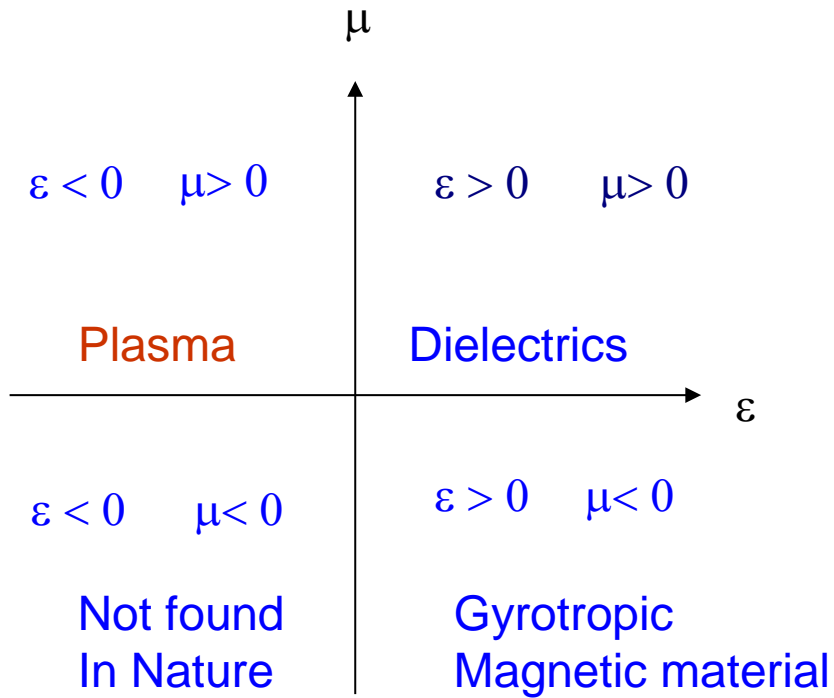 μ
ε < 0 μ> 0
ε > 0 μ> 0
Plasma
Dielectrics
ε
ε < 0 μ< 0
ε > 0 μ< 0
Not found
In Nature
Gyrotropic
Magnetic material